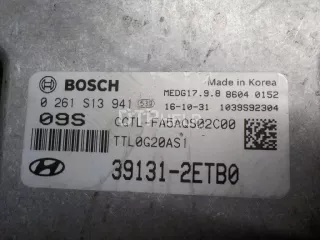 BOSCH
Made in Korea
MEDG17.9.8 8604 0152
0 261 S13 941
16-10-31 1039S92304
09S
CGTL-FA5AQS02C00
TTL0G20AS1
39131-2ETB0